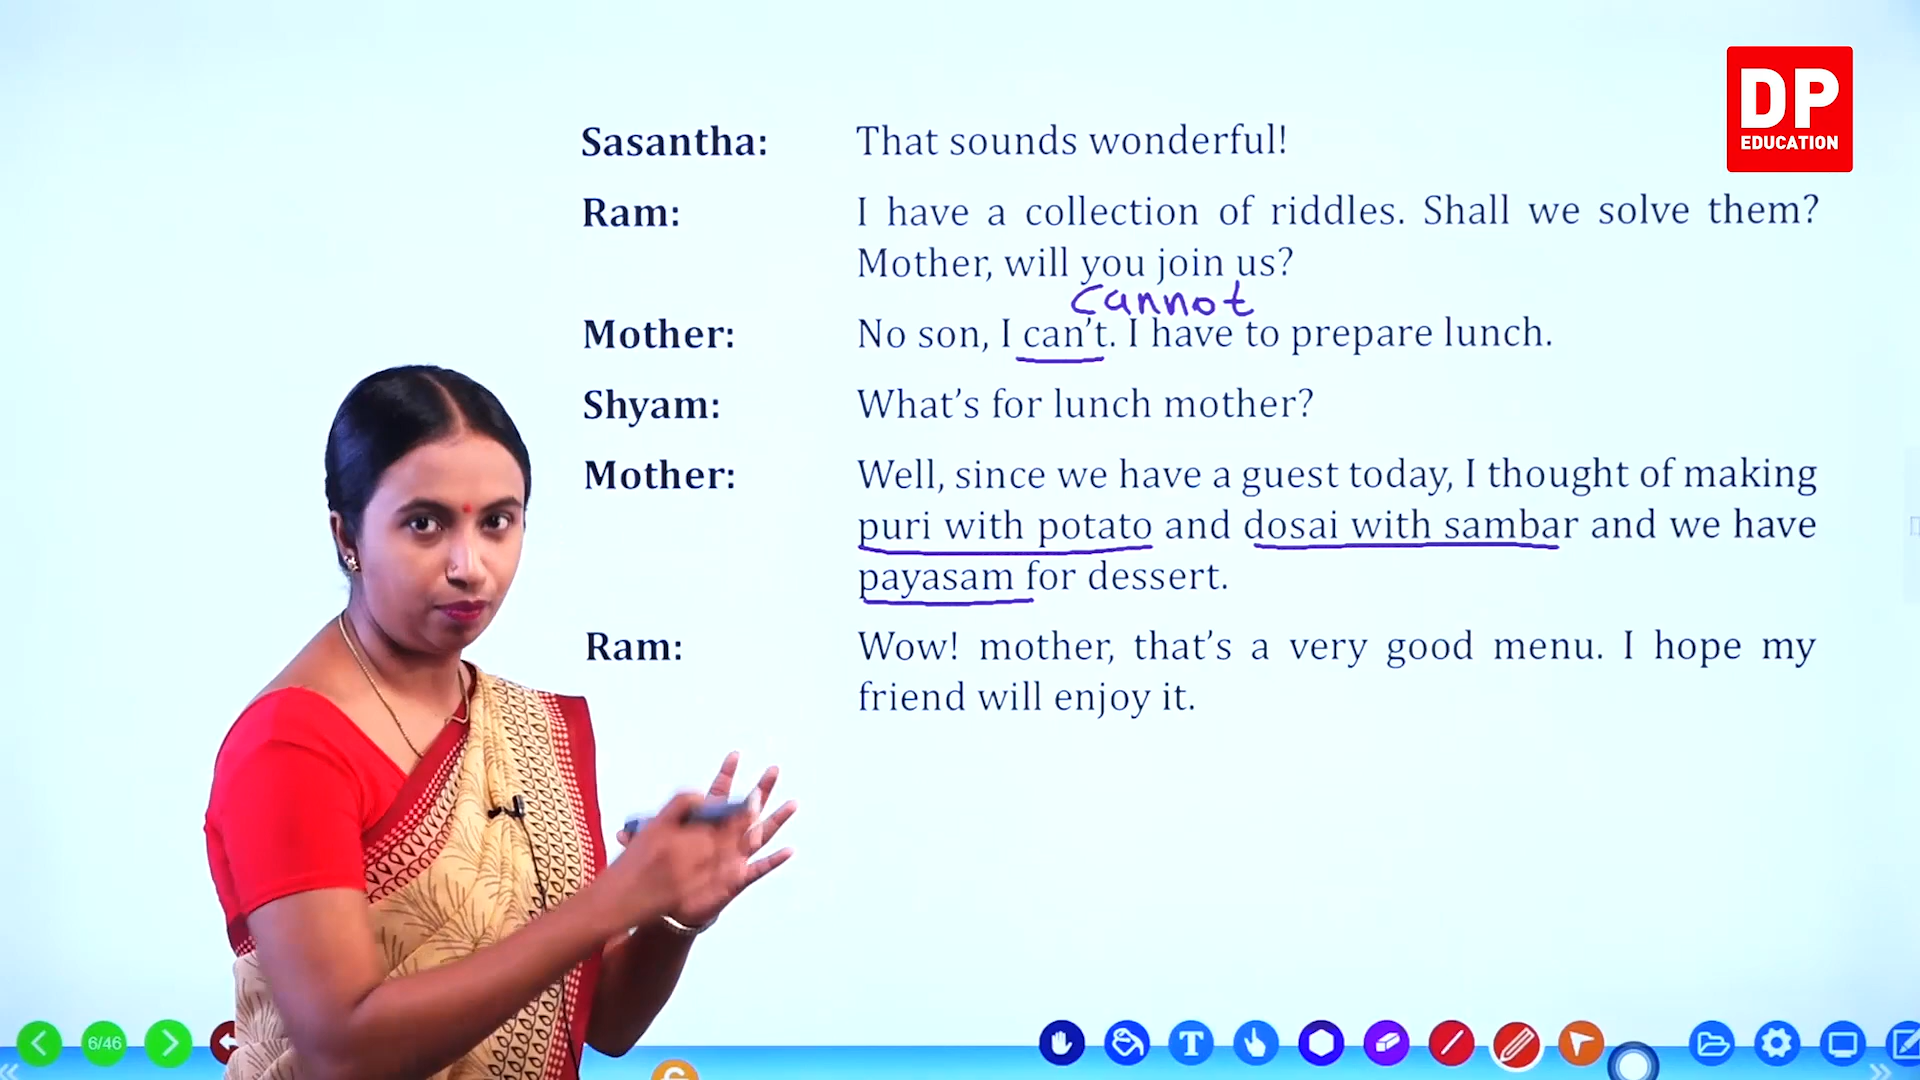 DP
EDUCATION
Sasantha: That sounds wonderful!
Ram: I have a collection of riddles. Shall we solve them?
Mother, will you join us?
cannot
Mother: No son, I can't. I have to prepare lunch.
Shyam: What's for lunch mother?
Mother: Well, since we have a guest today, I thought of making
puri with potato and dosai with sambar and we have
payasam for dessert.
Ram: Wow! mother, that's a very good menu. I hope my
friend will enjoy it.
6/46
T